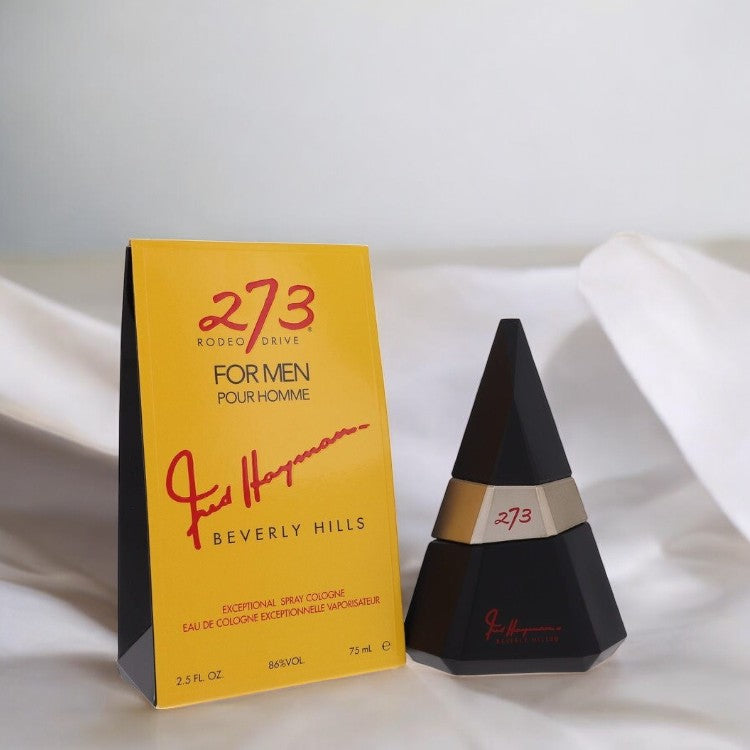 273®
RODEO DRIVE
FOR MEN
POUR HOMME
Fred Hayman
BEVERLY HILLS
EXCEPTIONAL SPRAY COLOGNE
EAU DE COLOGNE EXCEPTIONNELLE VAPORISATEUR
2.5 FL. OZ. 86%VOL. 75 mL ℮
273
Fred Hayman
BEVERLY HILLS